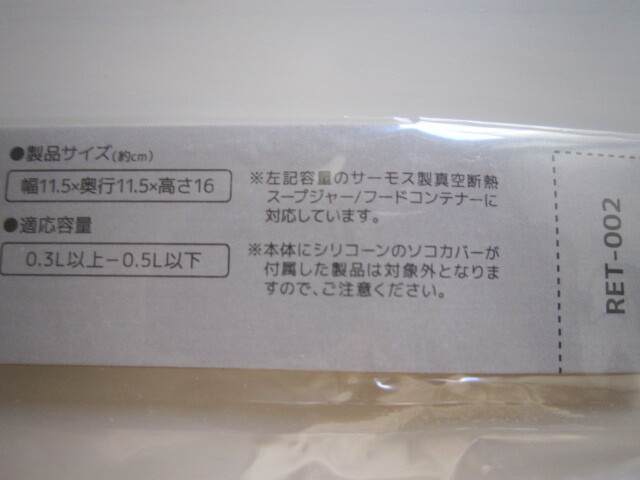 ●製品サイズ(約cm)
幅11.5×奥行11.5×高さ16
●適応容量
0.3L以上−0.5L以下
※左記容量のサーモス製真空断熱
スープジャー/フードコンテナーに
対応しています。
※本体にシリコーンのソコカバーが
付属した製品は対象外となりま
すので、ご注意ください。
RET-002